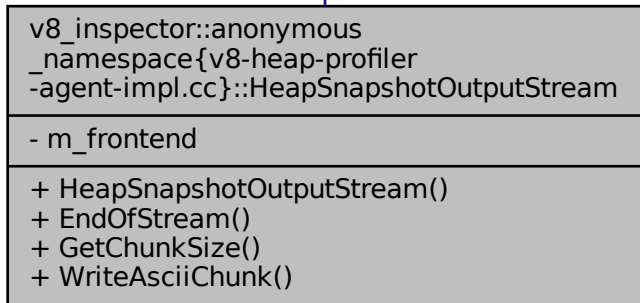 v8_inspector::anonymous
_namespace{v8-heap-profiler
-agent-impl.cc}::HeapSnapshotOutputStream
- m_frontend
+ HeapSnapshotOutputStream()
+ EndOfStream()
+ GetChunkSize()
+ WriteAsciiChunk()